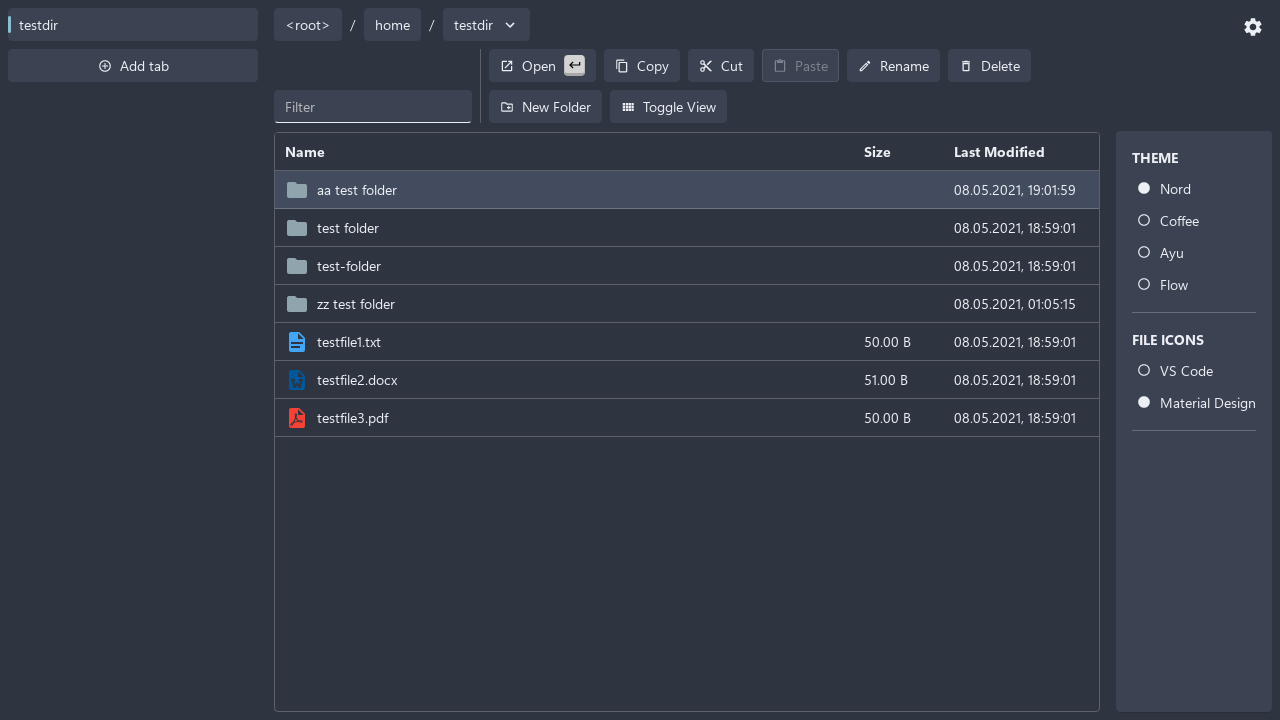 testdir
<root> / home / testdir
Add tab
Open Copy Cut Paste Rename Delete
Filter
New Folder Toggle View
Name Size Last Modified
aa test folder 08.05.2021, 19:01:59
test folder 08.05.2021, 18:59:01
test-folder 08.05.2021, 18:59:01
zz test folder 08.05.2021, 01:05:15
testfile1.txt 50.00 B 08.05.2021, 18:59:01
testfile2.docx 51.00 B 08.05.2021, 18:59:01
testfile3.pdf 50.00 B 08.05.2021, 18:59:01
THEME
Nord
Coffee
Ayu
Flow
FILE ICONS
VS Code
Material Design